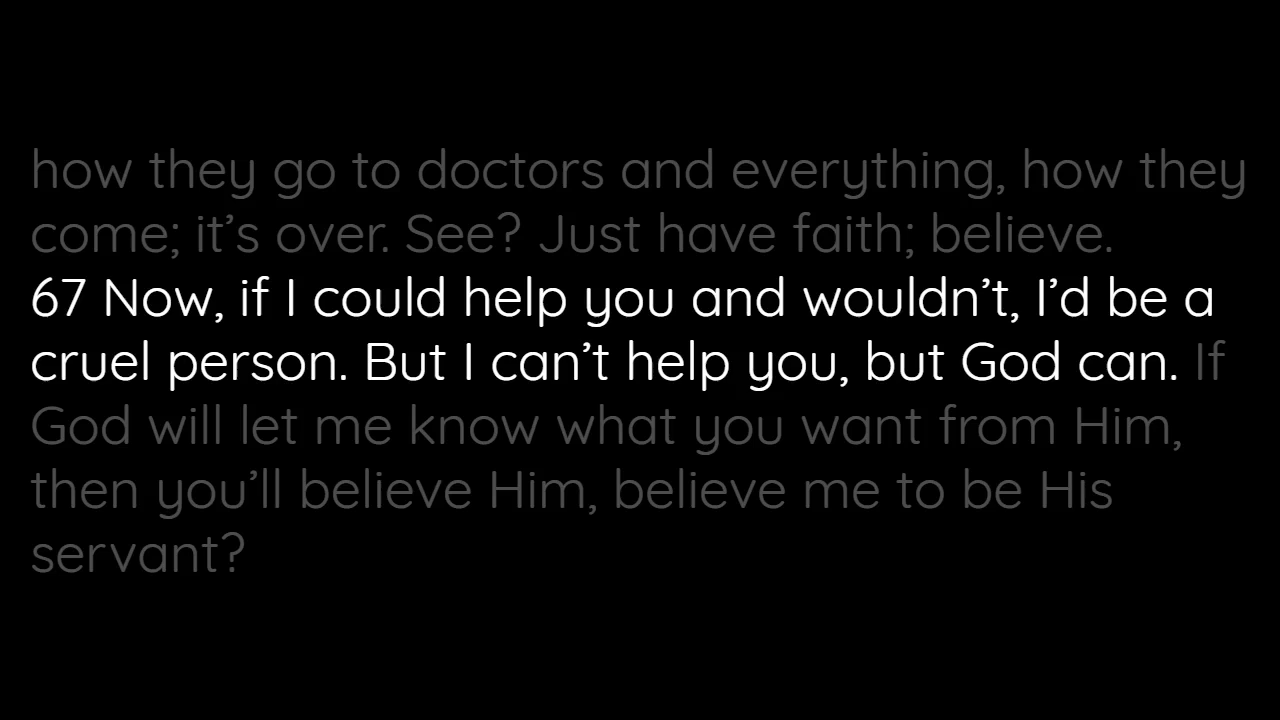 how they go to doctors and everything, how they
come; it’s over. See? Just have faith; believe.
67 Now, if I could help you and wouldn’t, I’d be a
cruel person. But I can’t help you, but God can. If
God will let me know what you want from Him,
then you’ll believe Him, believe me to be His
servant?